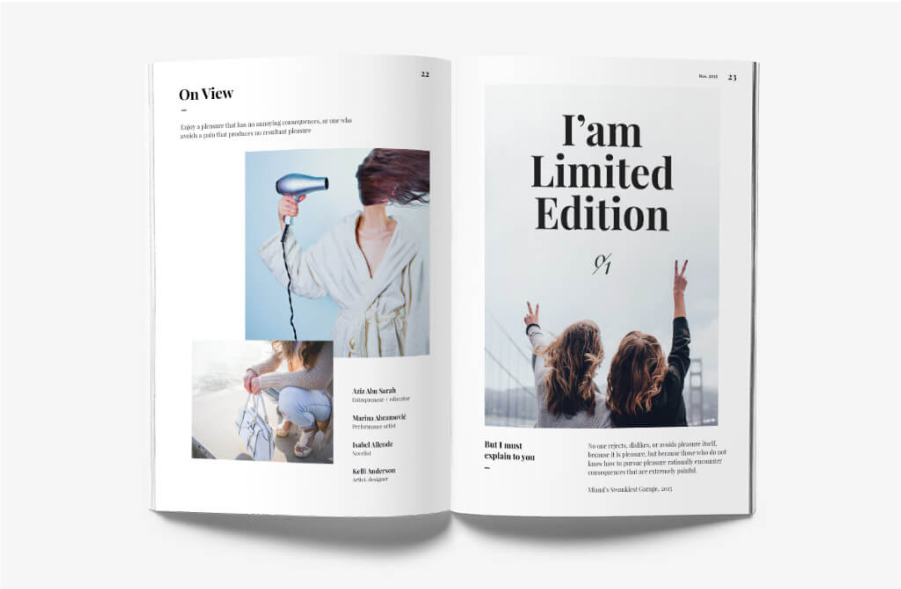 22
On View
Enjoy a pleasure that has no annoying consequences, or one who
avoids a pain that produces no resultant pleasure
Aziz Abu Sarah
Entrepreneur + educator
Marina Abramović
Performance artist
Isabel Allende
Novelist
Kelli Anderson
Artist, designer
Nov. 2015 23
I'am
Limited
Edition
0/1
But I must
explain to you
No one rejects, dislikes, or avoids pleasure itself,
because it is pleasure, but because those who do not
know how to pursue pleasure rationally encounter
consequences that are extremely painful.
Miami's Swankiest Garage, 2015